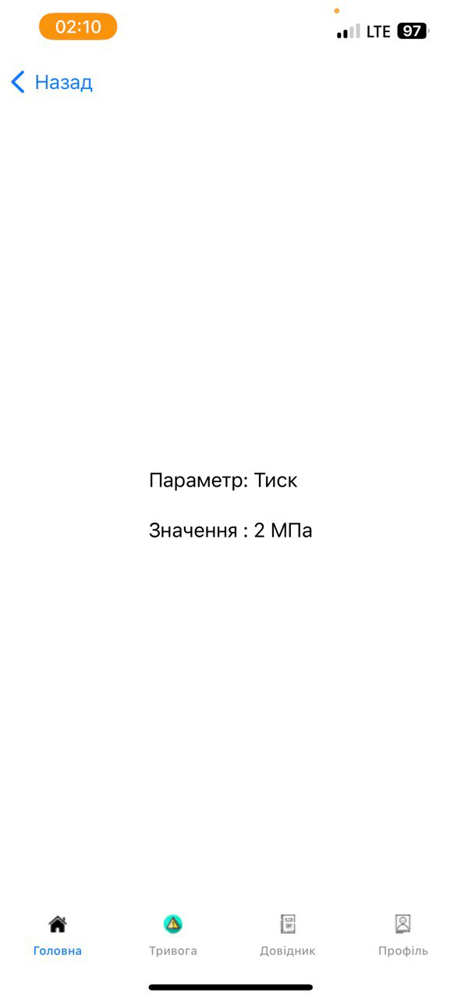 02:10
LTE 97
Назад
Параметр: Тиск
Значення : 2 МПа
Головна Тривога Довідник Профіль